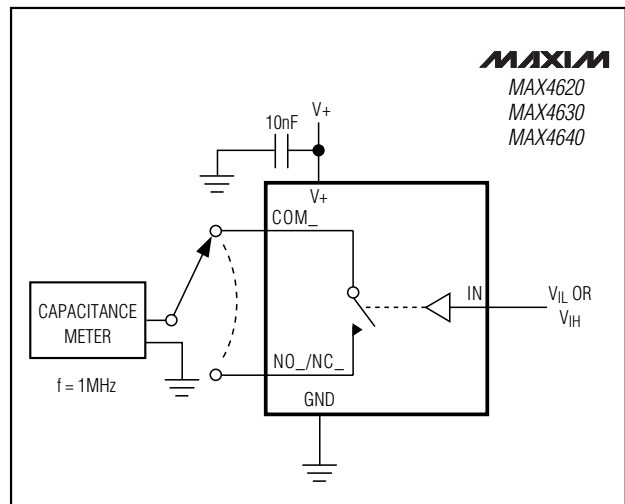 MAXIM
MAX4620
MAX4630
MAX4640
V+
10nF
V+
COM_
IN
VIL OR
VIH
CAPACITANCE
METER
NO_/NC_
f = 1MHz
GND